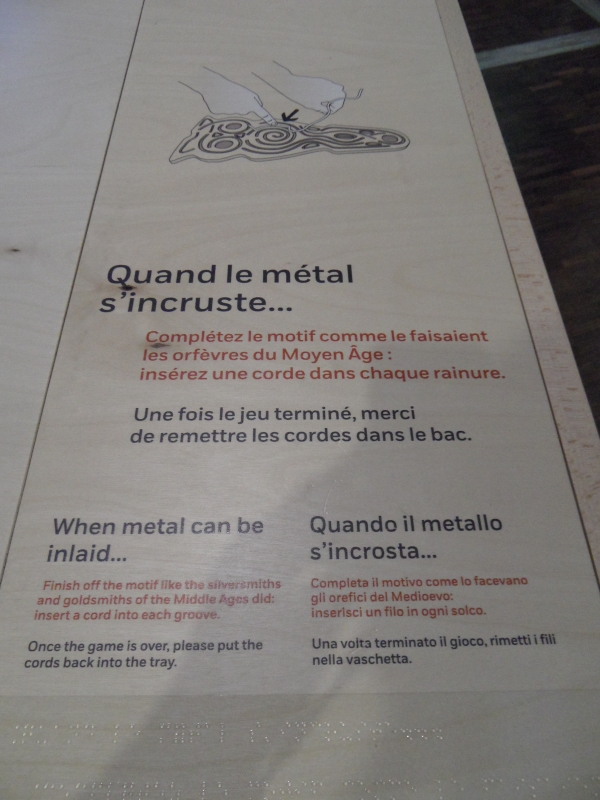 Quand le métal
s'incruste...
Complétez le motif comme le faisaient
les orfèvres du Moyen Âge :
insérez une corde dans chaque rainure.
Une fois le jeu terminé, merci
de remettre les cordes dans le bac.
When metal can be
inlaid...
Finish off the motif like the silversmiths
and goldsmiths of the Middle Ages did:
insert a cord into each groove.
Once the game is over, please put the
cords back into the tray.
Quando il metallo
s'incrosta...
Completa il motivo come lo facevano
gli orefici del Medioevo:
inserisci un filo in ogni solco.
Una volta terminato il gioco, rimetti i fili
nella vaschetta.